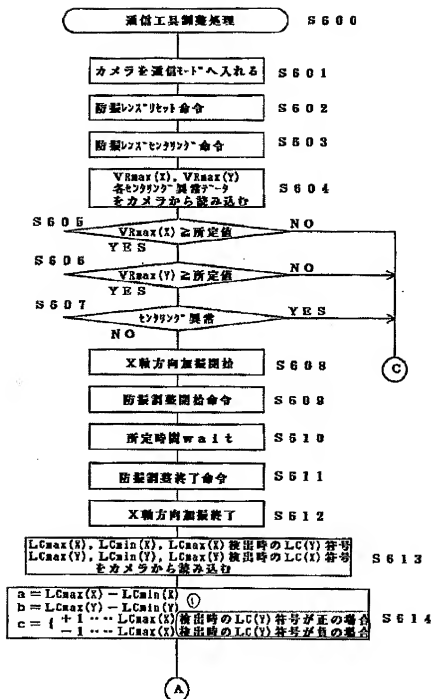 通信工具調整処理 S600
カメラを通信モードへ入れる S601
防振レンズリセット命令 S602
防振レンズセンタリング命令 S603
VRmax(X), VRmax(Y)
各センタリング異常データ
をカメラから読み込む S604
S605 VRmax(X)≧所定値 NO
YES
S606 VRmax(Y)≧所定値 NO
YES
S607 センタリング異常 YES
NO
C
X軸方向加振開始 S608
防振調整開始命令 S609
所定時間wait S610
防振調整終了命令 S611
X軸方向加振終了 S612
LCmax(X), LCmin(X), LCmax(X)検出時のLC(Y)符号
LCmax(Y), LCmin(Y), LCmax(Y)検出時のLC(X)符号
をカメラから読み込む S613
a=LCmax(X)-LCmin(X)
b=LCmax(Y)-LCmin(Y) ①
c={ +1‥‥LCmax(X)検出時のLC(Y)符号が正の場合 S614
-1‥‥LCmax(X)検出時のLC(Y)符号が負の場合
A